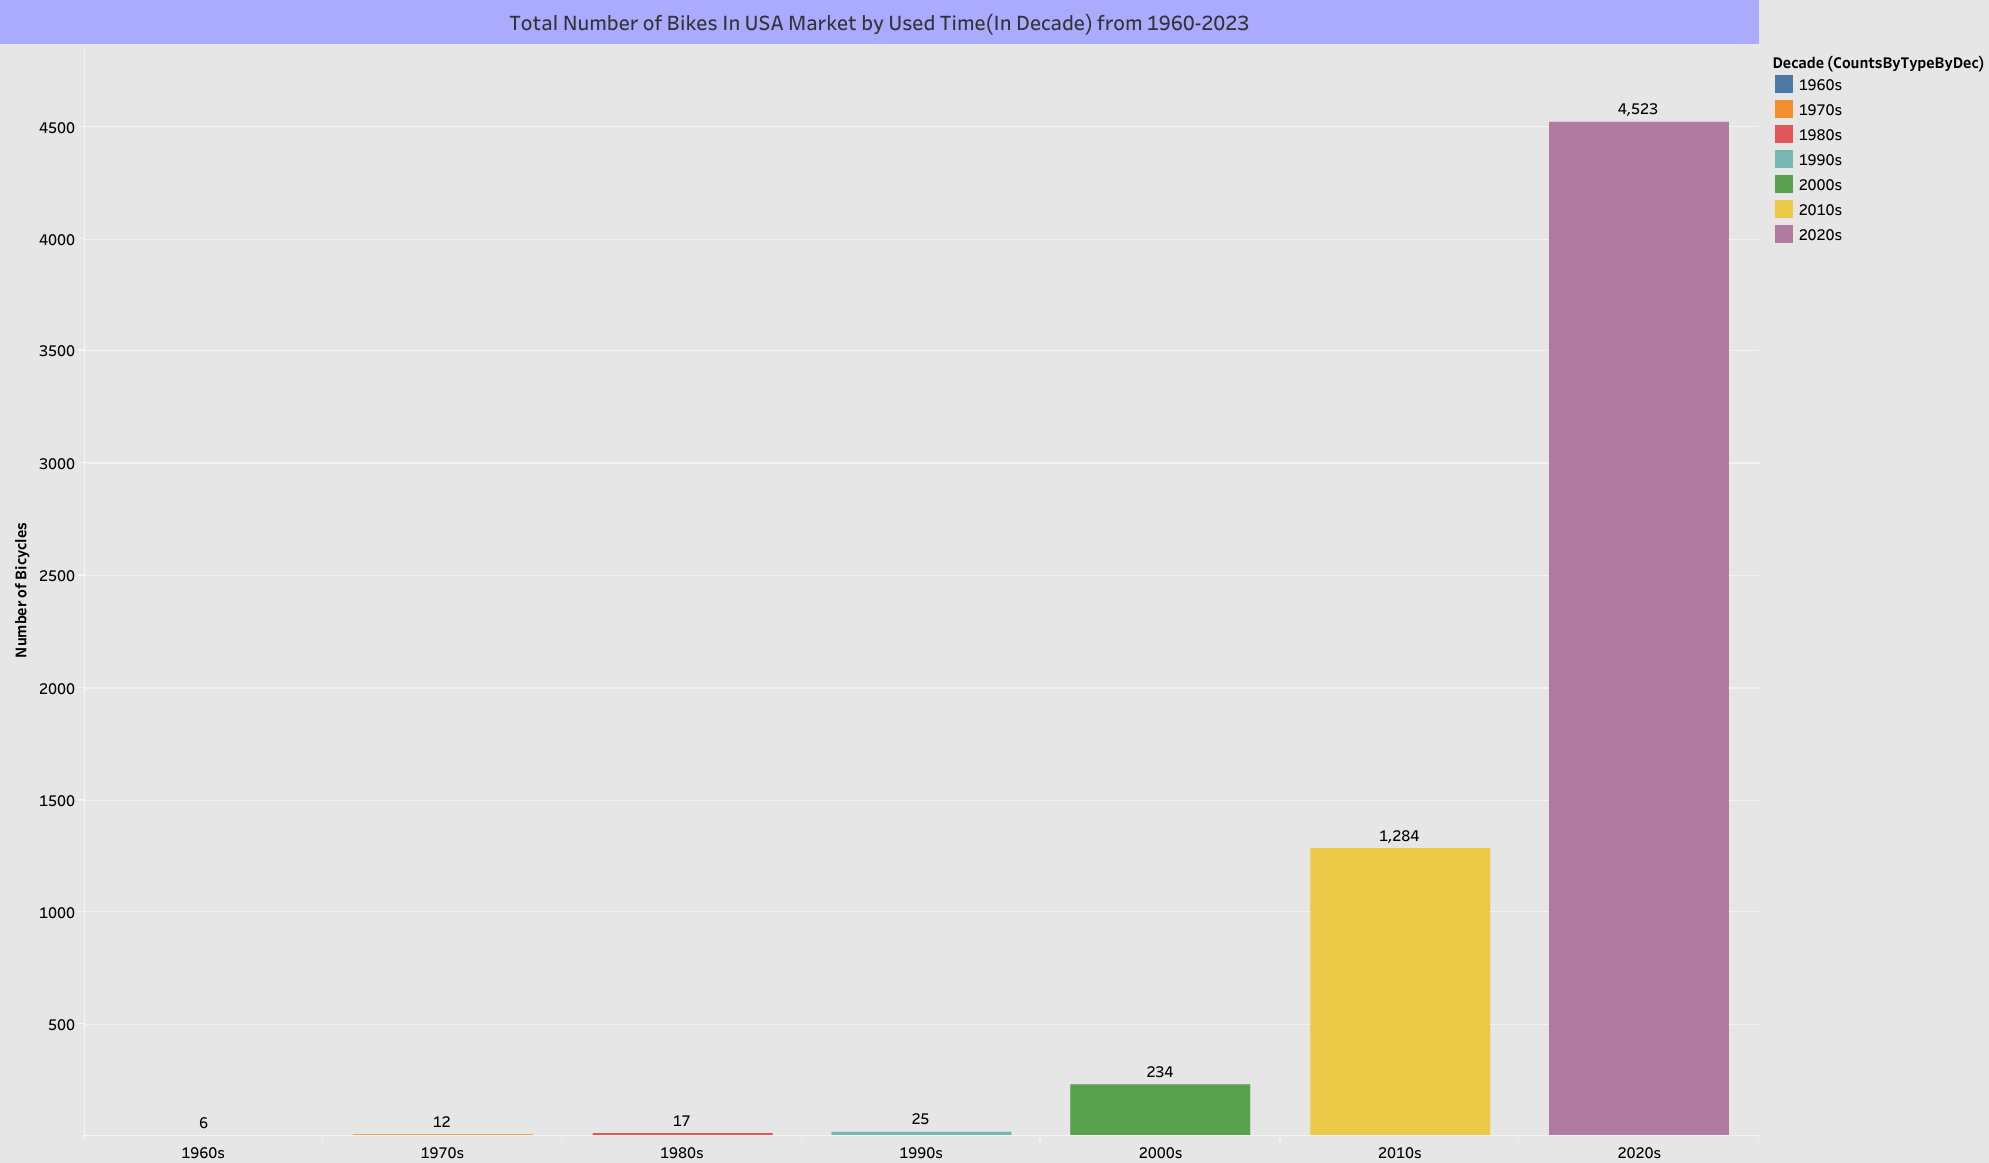 Total Number of Bikes In USA Market by Used Time(In Decade) from 1960-2023
Decade (CountsByTypeByDec)
1960s
1970s
1980s
1990s
2000s
2010s
2020s
Number of Bicycles
4500
4000
3500
3000
2500
2000
1500
1000
500
6
12
17
25
234
1,284
4,523
1960s
1970s
1980s
1990s
2000s
2010s
2020s